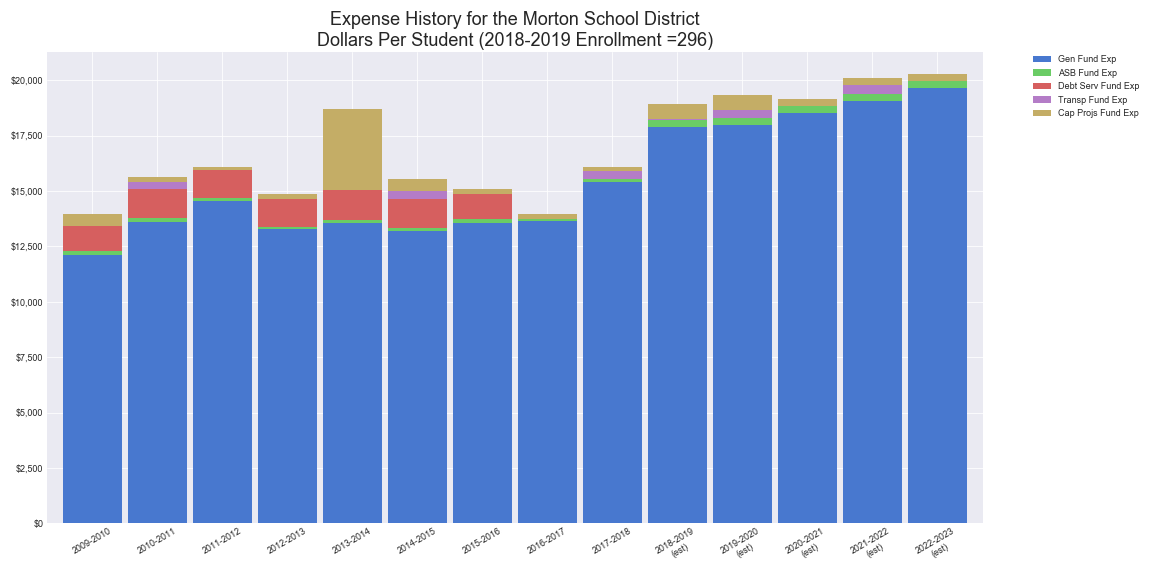 Expense History for the Morton School District
Dollars Per Student (2018-2019 Enrollment =296)
Gen Fund Exp
ASB Fund Exp
Debt Serv Fund Exp
Transp Fund Exp
Cap Projs Fund Exp
$20,000
$17,500
$15,000
$12,500
$10,000
$7,500
$5,000
$2,500
$0
2009-2010
2010-2011
2011-2012
2012-2013
2013-2014
2014-2015
2015-2016
2016-2017
2017-2018
2018-2019
(est)
2019-2020
(est)
2020-2021
(est)
2021-2022
(est)
2022-2023
(est)